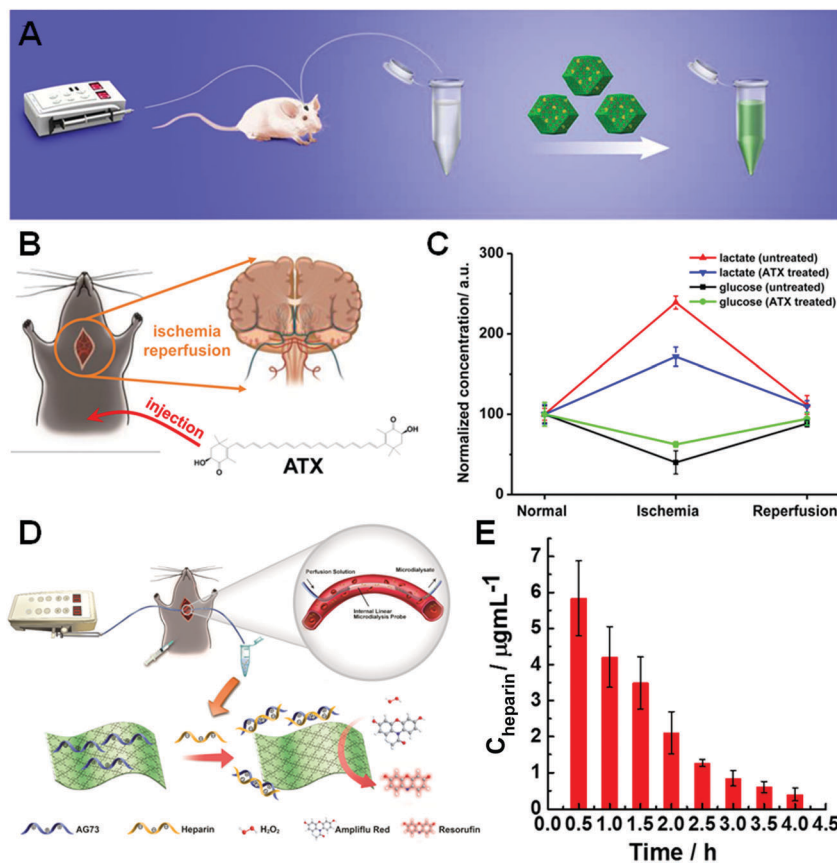 A
B
ischemia
reperfusion
injection
O
OH
HO
O
ATX
C
300
200
100
0
Normalized concentration/ a.u.
lactate (untreated)
lactate (ATX treated)
glucose (untreated)
glucose (ATX treated)
Normal Ischemia Reperfusion
D
Perfusion Solution
Microdialysate
Internal Linear
Microdialysis Probe
AG73 Heparin H₂O₂ Ampliflu Red Resorufin
E
7
6
5
4
3
2
1
0
Cheparin / μgmL-1
0.0 0.5 1.0 1.5 2.0 2.5 3.0 3.5 4.0 4.5
Time / h